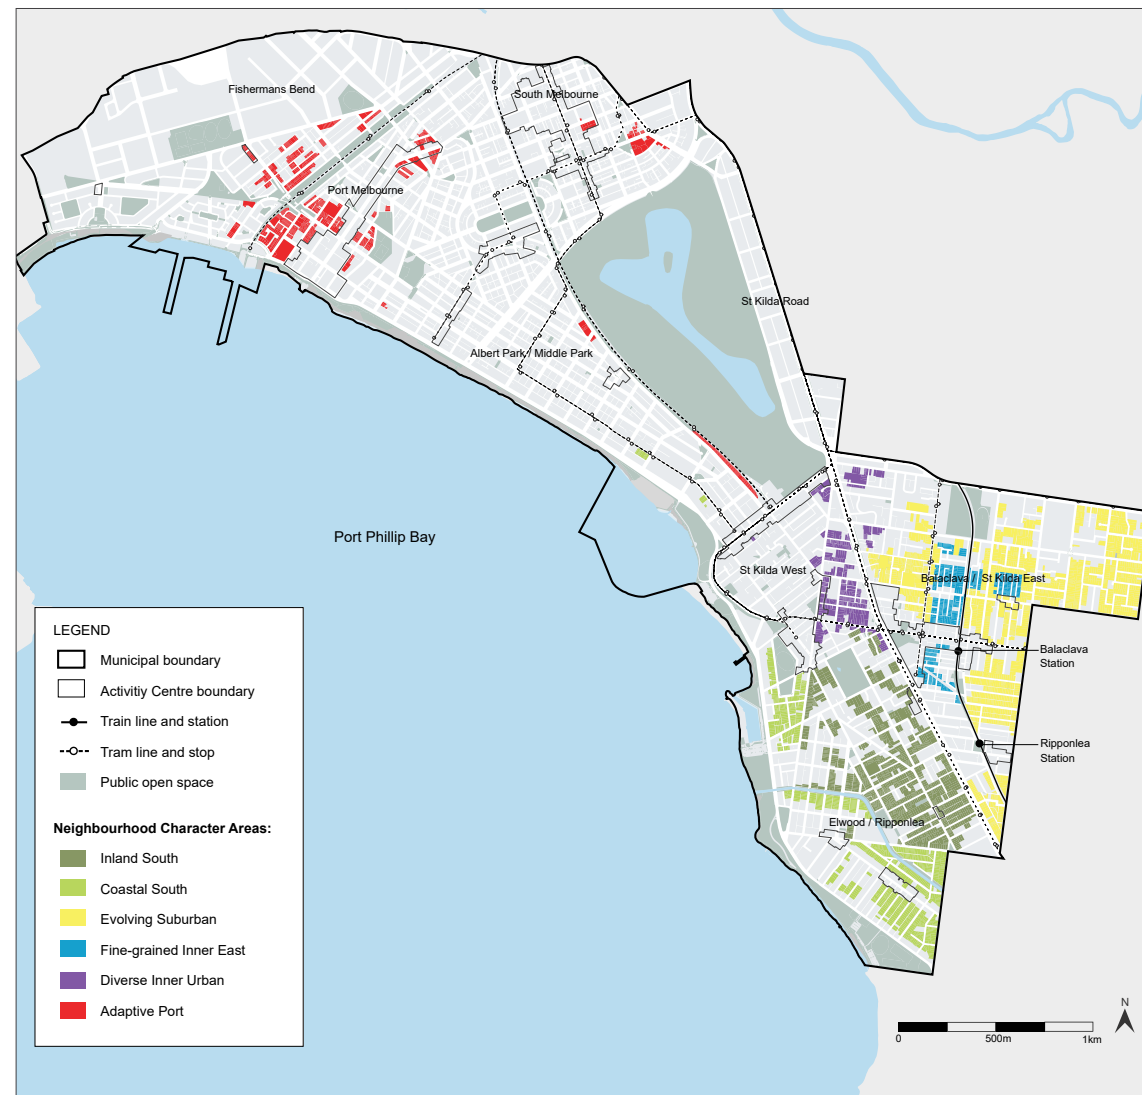 Fishermans Bend
South Melbourne
Port Melbourne
St Kilda Road
Albert Park / Middle Park
Port Phillip Bay
St Kilda West
Balaclava / St Kilda East
Balaclava
Station
Ripponlea
Station
Elwood / Ripponlea
LEGEND
Municipal boundary
Activitiy Centre boundary
Train line and station
Tram line and stop
Public open space
Neighbourhood Character Areas:
Inland South
Coastal South
Evolving Suburban
Fine-grained Inner East
Diverse Inner Urban
Adaptive Port
N
0 500m 1km